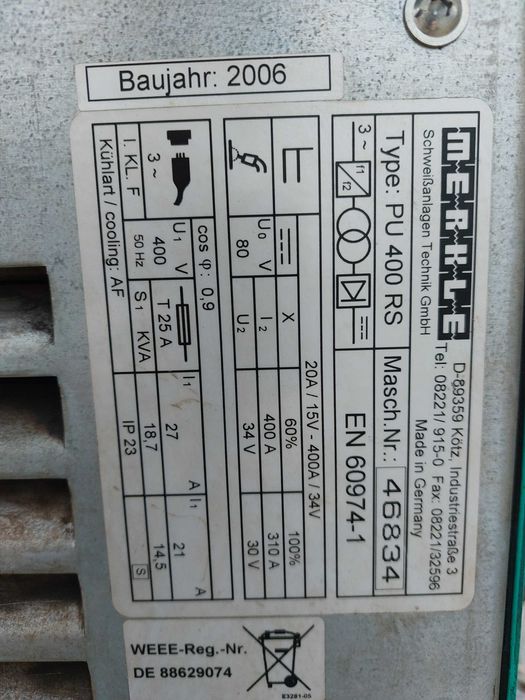 Baujahr: 2006
MERKLE
Schweißanlagen Technik GmbH
D-89359 Kötz, Industriestraße 3
Tel: 08221/ 915-0 Fax: 08221/32596
Made in Germany
Type: PU 400 RS Masch.Nr.: 46834
3~ f1 f2 EN 60974-1
20A / 15V - 400A / 34V
X 60% 100%
I2 400 A 310 A
U0 V 80 U2 34 V 30 V
cos φ: 0,9
3~ U1 V 400 50 Hz T 25 A I1 27 A I1 21 A
S1 KVA 18,7 14,5
I. KL. F IP 23 S
Kühlart / cooling: AF
WEEE-Reg.-Nr.
DE 88629074
E3281-05